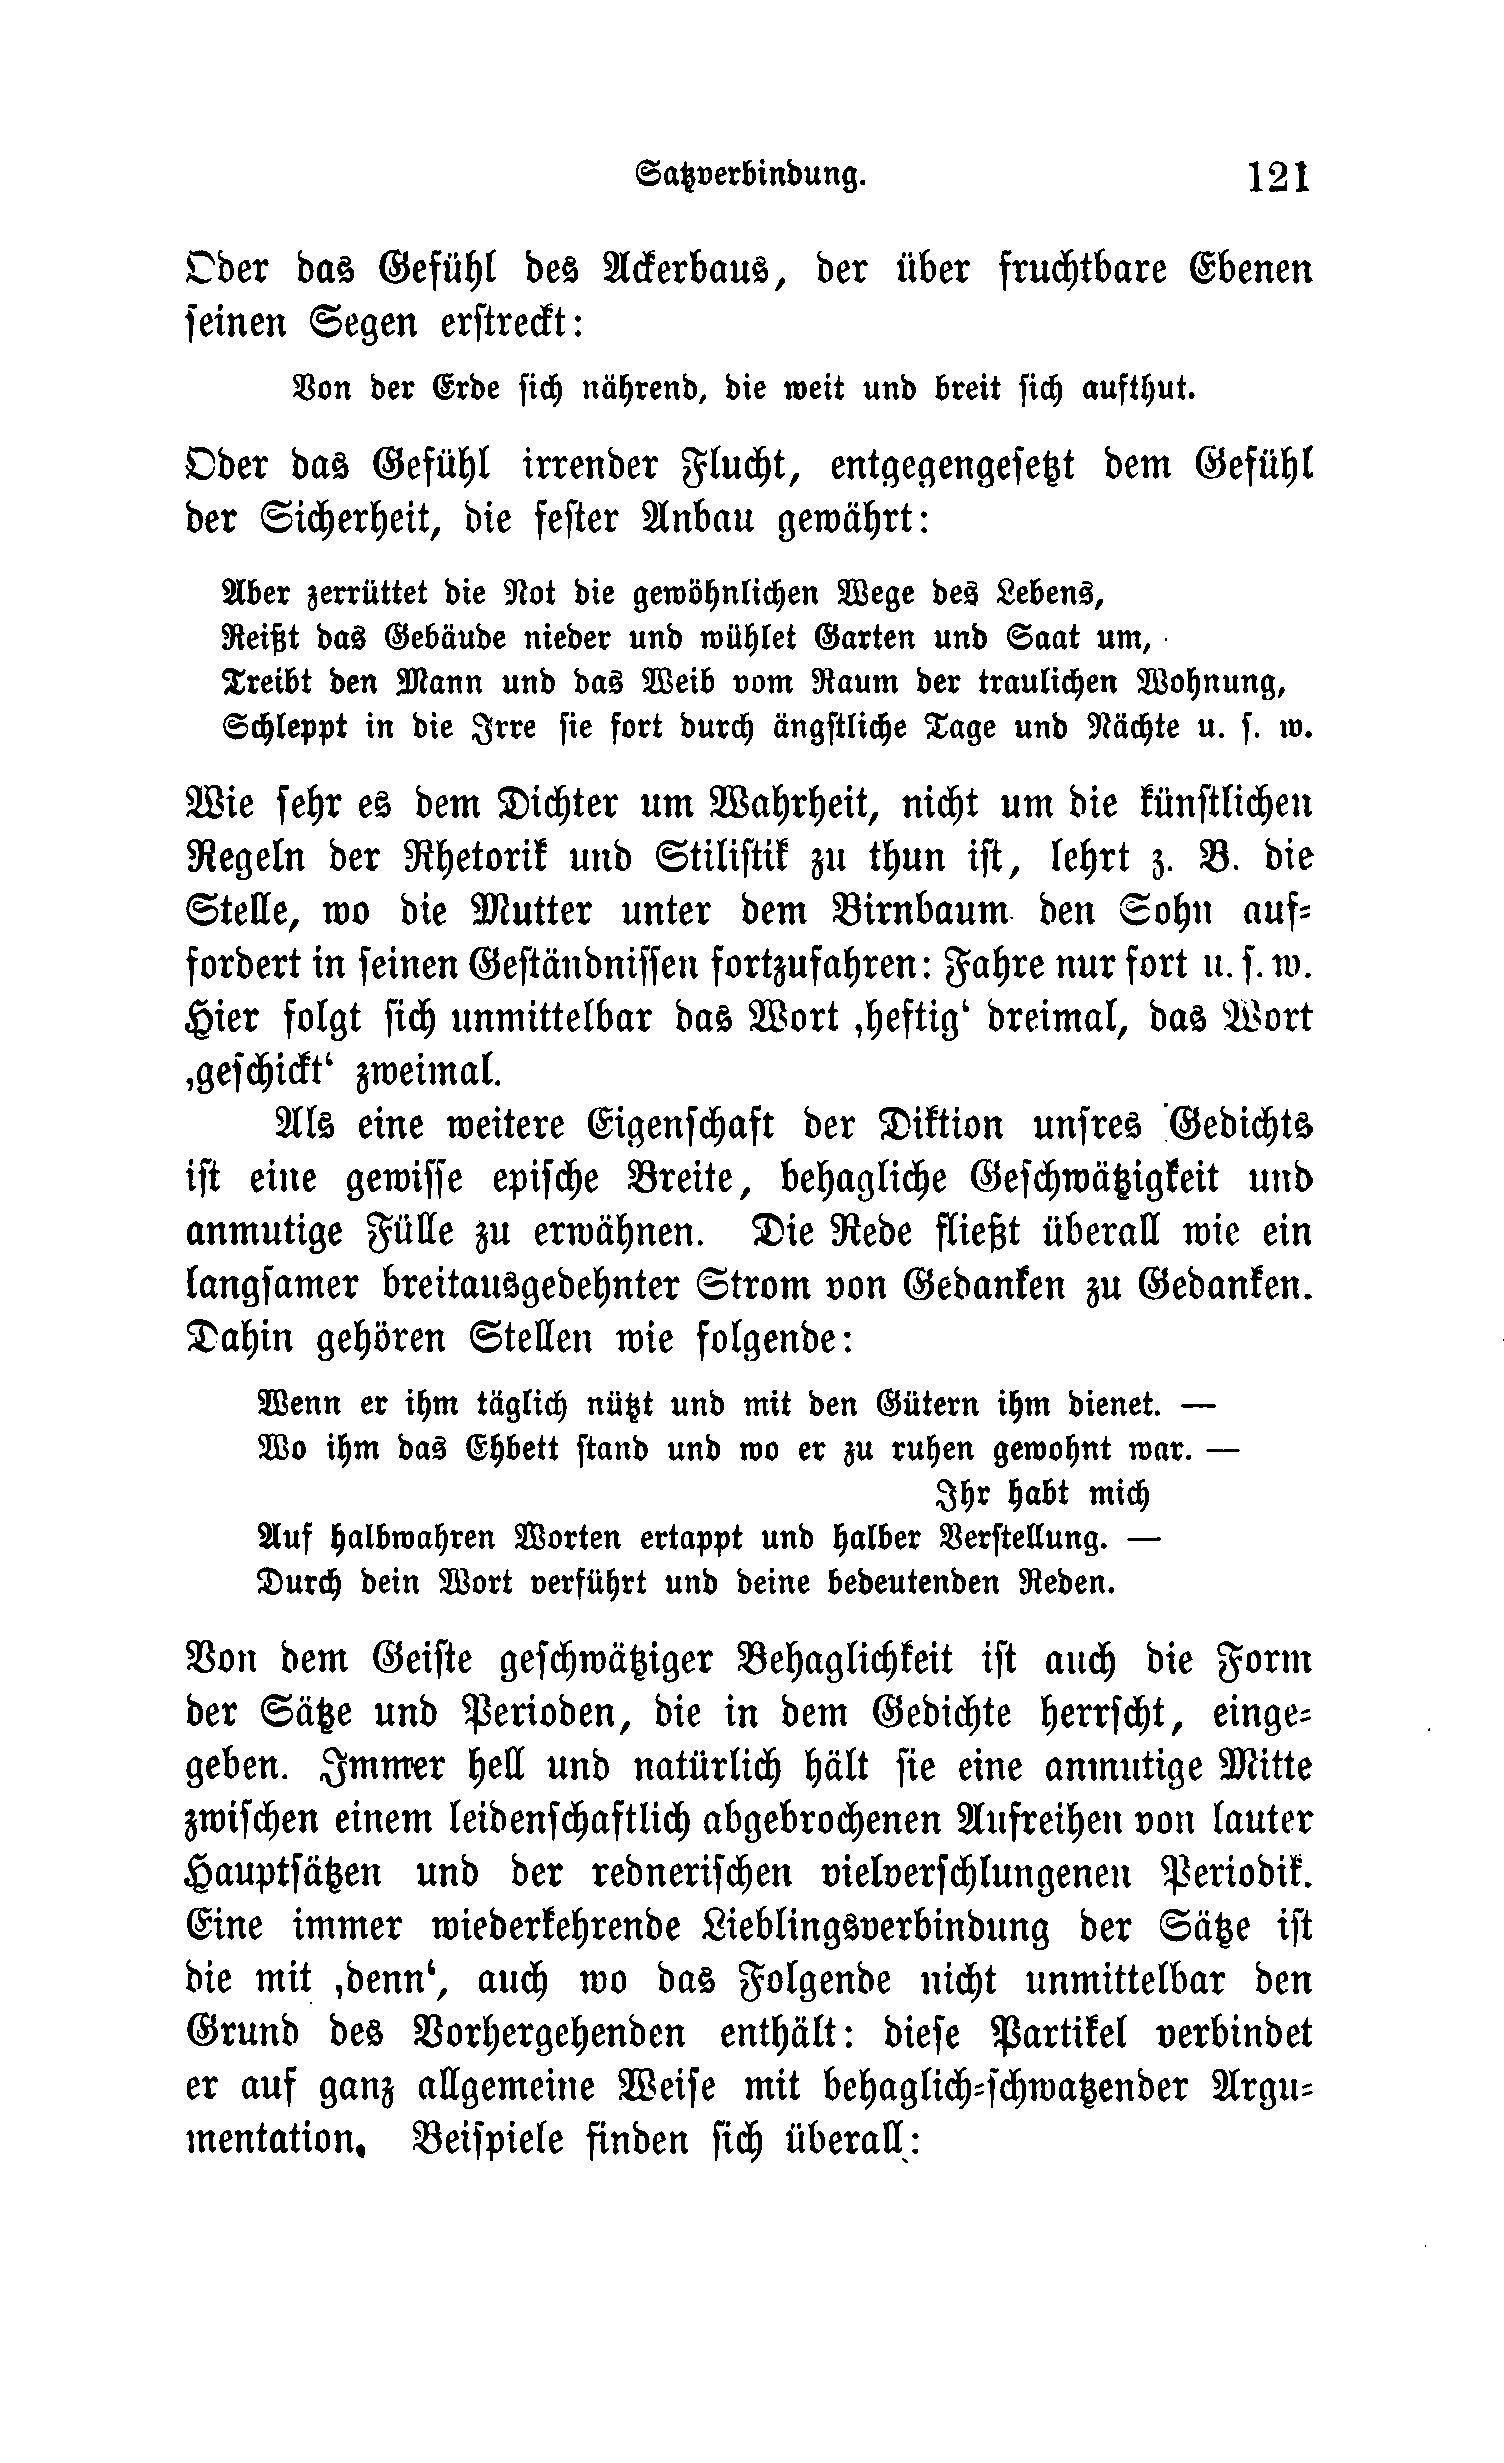 Satzverbindung. 121
Oder das Gefühl des Ackerbaus, der über fruchtbare Ebenen
ſeinen Segen erſtreckt:
Von der Erde ſich nährend, die weit und breit ſich aufthut.
Oder das Gefühl irrender Flucht, entgegengeſetzt dem Gefühl
der Sicherheit, die feſter Anbau gewährt:
Aber zerrüttet die Not die gewöhnlichen Wege des Lebens,
Reißt das Gebäude nieder und wühlet Garten und Saat um,
Treibt den Mann und das Weib vom Raum der traulichen Wohnung,
Schleppt in die Irre ſie fort durch ängſtliche Tage und Nächte u. ſ. w.
Wie ſehr es dem Dichter um Wahrheit, nicht um die künſtlichen
Regeln der Rhetorik und Stiliſtik zu thun iſt, lehrt z. B. die
Stelle, wo die Mutter unter dem Birnbaum den Sohn auf-
fordert in ſeinen Geſtändniſſen fortzufahren: Fahre nur fort u. ſ. w.
Hier folgt ſich unmittelbar das Wort ‚heftig‘ dreimal, das Wort
‚geſchickt‘ zweimal.
Als eine weitere Eigenſchaft der Diktion unſres Gedichts
iſt eine gewiſſe epiſche Breite, behagliche Geſchwätzigkeit und
anmutige Fülle zu erwähnen. Die Rede fließt überall wie ein
langſamer breitausgedehnter Strom von Gedanken zu Gedanken.
Dahin gehören Stellen wie folgende:
Wenn er ihm täglich nützt und mit den Gütern ihm dienet. —
Wo ihm das Ehbett ſtand und wo er zu ruhen gewohnt war. —
Ihr habt mich
Auf halbwahren Worten ertappt und halber Verſtellung. —
Durch dein Wort verführt und deine bedeutenden Reden.
Von dem Geiſte geſchwätziger Behaglichkeit iſt auch die Form
der Sätze und Perioden, die in dem Gedichte herrſcht, einge-
geben. Immer hell und natürlich hält ſie eine anmutige Mitte
zwiſchen einem leidenſchaftlich abgebrochenen Aufreihen von lauter
Hauptſätzen und der redneriſchen vielverſchlungenen Periodik.
Eine immer wiederkehrende Lieblingsverbindung der Sätze iſt
die mit ‚denn‘, auch wo das Folgende nicht unmittelbar den
Grund des Vorhergehenden enthält: dieſe Partikel verbindet
er auf ganz allgemeine Weiſe mit behaglich-ſchwatzender Argu-
mentation. Beiſpiele finden ſich überall: